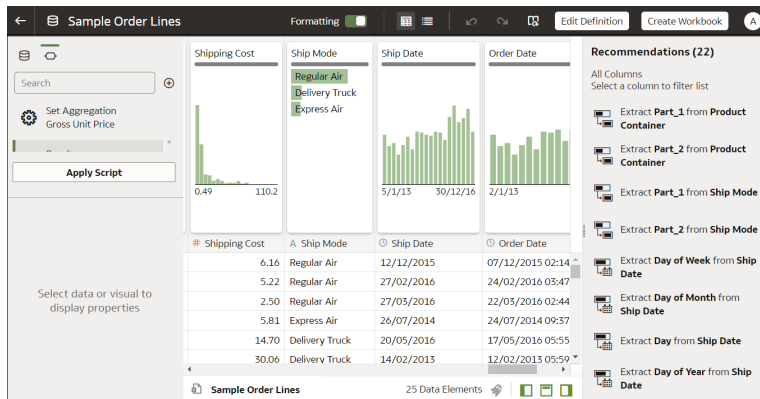 Sample Order Lines
Formatting
Edit Definition
Create Workbook
A
Search
Set Aggregation
Gross Unit Price
Apply Script
Select data or visual to
display properties
Shipping Cost
0.49 110.2
Ship Mode
Regular Air
Delivery Truck
Express Air
Ship Date
5/1/13 30/12/16
Order Date
2/1/13
# Shipping Cost A Ship Mode Ship Date Order Date
6.16 Regular Air 12/12/2015 07/12/2015 02:14
5.22 Regular Air 27/02/2016 24/02/2016 03:47
2.50 Regular Air 27/03/2016 22/03/2016 02:44
5.81 Express Air 26/07/2014 24/07/2014 09:37
14.70 Delivery Truck 20/05/2016 17/05/2016 05:55
30.06 Delivery Truck 14/02/2013 12/02/2013 05:59
Sample Order Lines
25 Data Elements
Recommendations (22)
All Columns
Select a column to filter list
Extract Part_1 from Product
Container
Extract Part_2 from Product
Container
Extract Part_1 from Ship Mode
Extract Part_2 from Ship Mode
Extract Day of Week from Ship
Date
Extract Day of Month from
Ship Date
Extract Day from Ship Date
Extract Day of Year from Ship
Date